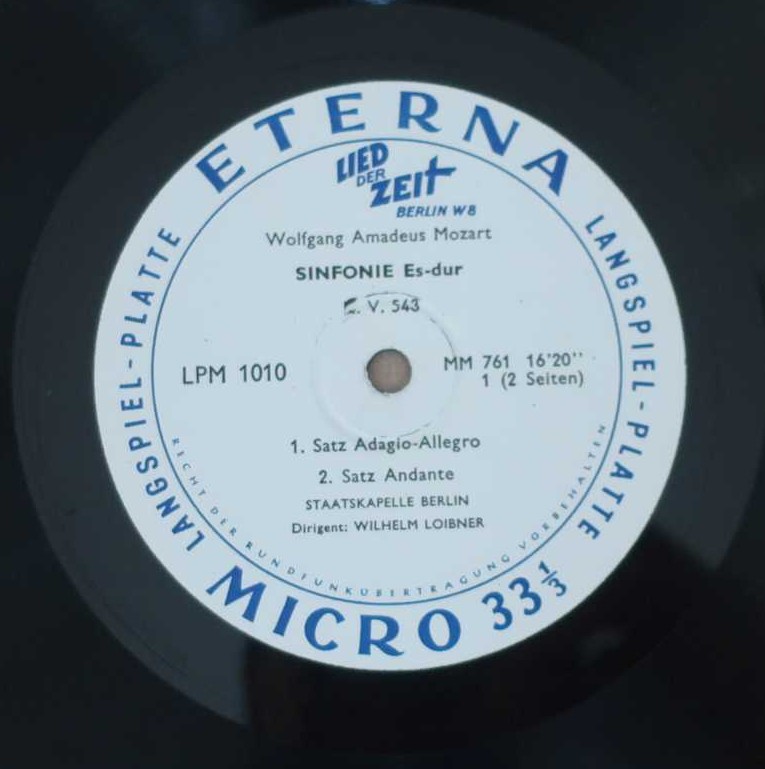 ETERNA
LIED
DER
ZEIT
BERLIN W8
Wolfgang Amadeus Mozart
SINFONIE Es-dur
K. V. 543
LPM 1010
MM 761 16'20''
1 (2 Seiten)
1. Satz Adagio-Allegro
2. Satz Andante
STAATSKAPELLE BERLIN
Dirigent: WILHELM LOIBNER
RECHT DER RUNDFUNKÜBERTRAGUNG VORBEHALTEN
LANGSPIEL-PLATTE
LANGSPIEL-PLATTE
MICRO 33 1/3